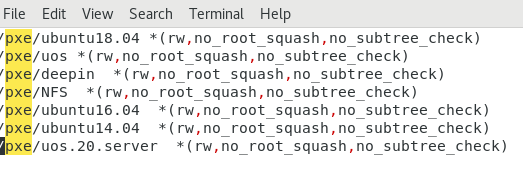 File Edit View Search Terminal Help
/pxe/ubuntu18.04 *(rw,no_root_squash,no_subtree_check)
/pxe/uos *(rw,no_root_squash,no_subtree_check)
/pxe/deepin  *(rw,no_root_squash,no_subtree_check)
/pxe/NFS  *(rw,no_root_squash,no_subtree_check)
/pxe/ubuntu16.04  *(rw,no_root_squash,no_subtree_check)
/pxe/ubuntu14.04  *(rw,no_root_squash,no_subtree_check)
/pxe/uos.20.server  *(rw,no_root_squash,no_subtree_check)